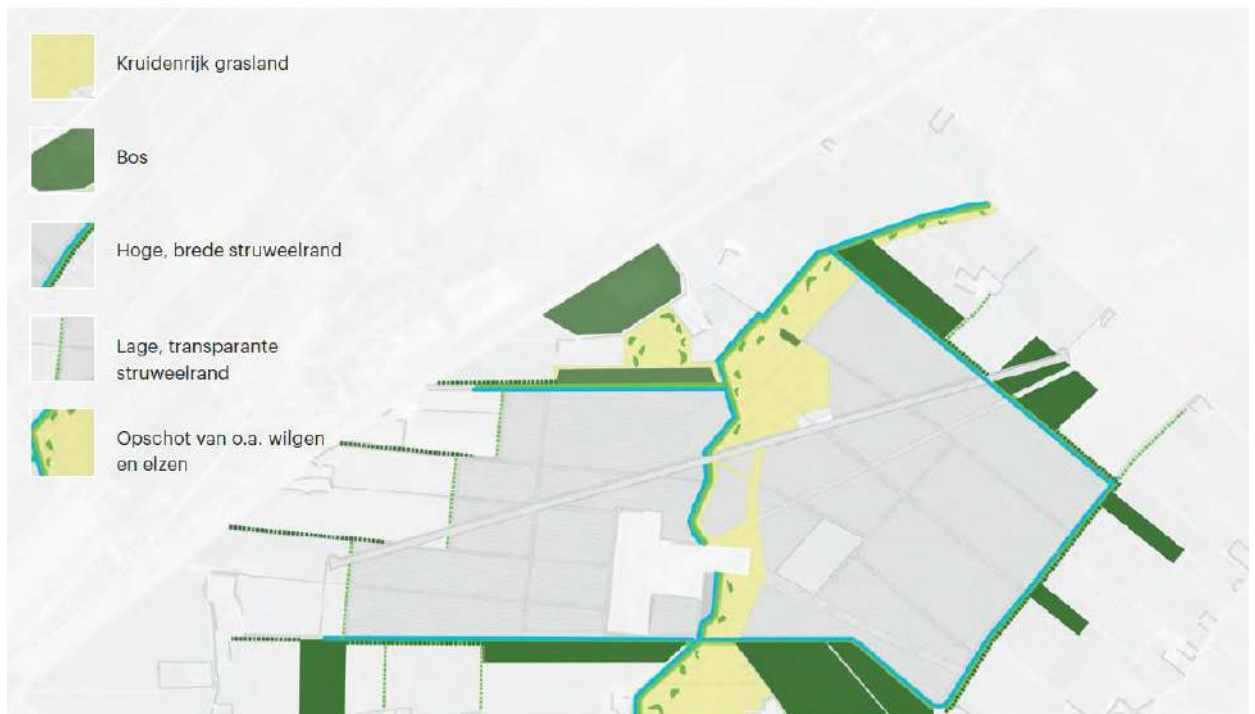 Kruidenrijk grasland
Bos
Hoge, brede struweelrand
Lage, transparante
struweelrand
Opschot van o.a. wilgen
en elzen